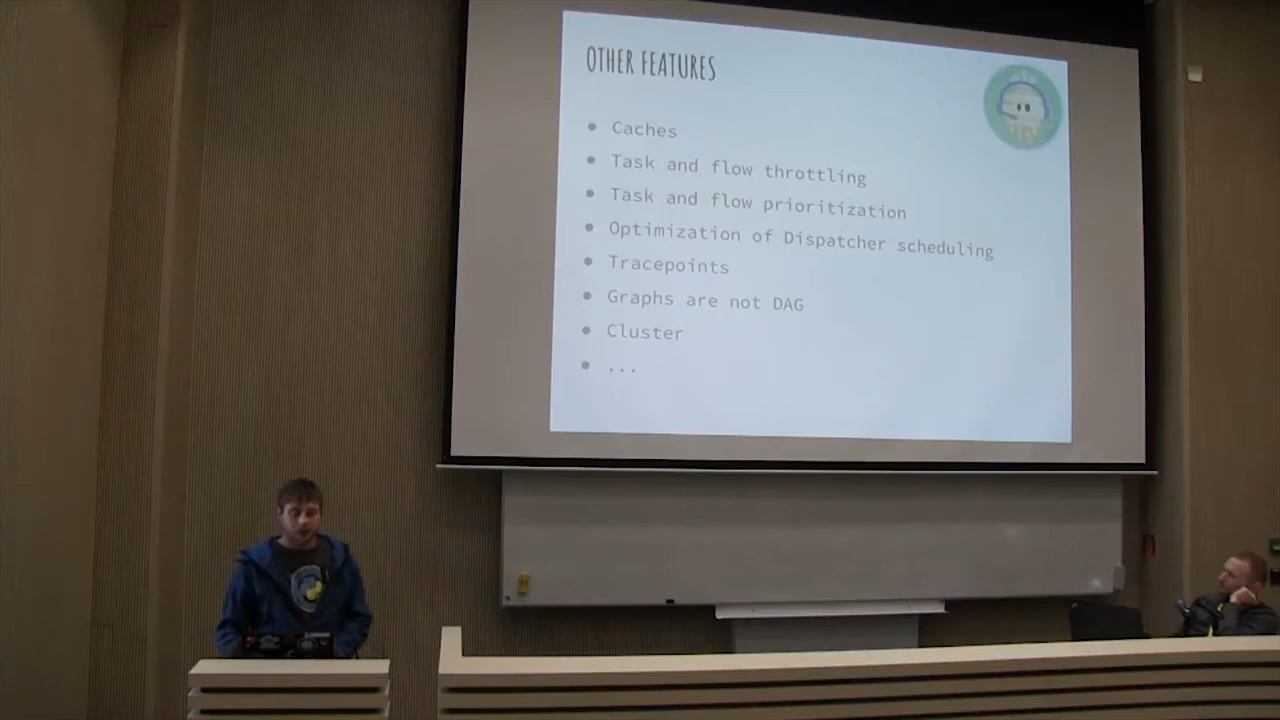 OTHER FEATURES
● Caches
● Task and flow throttling
● Task and flow prioritization
● Optimization of Dispatcher scheduling
● Tracepoints
● Graphs are not DAG
● Cluster
● ...